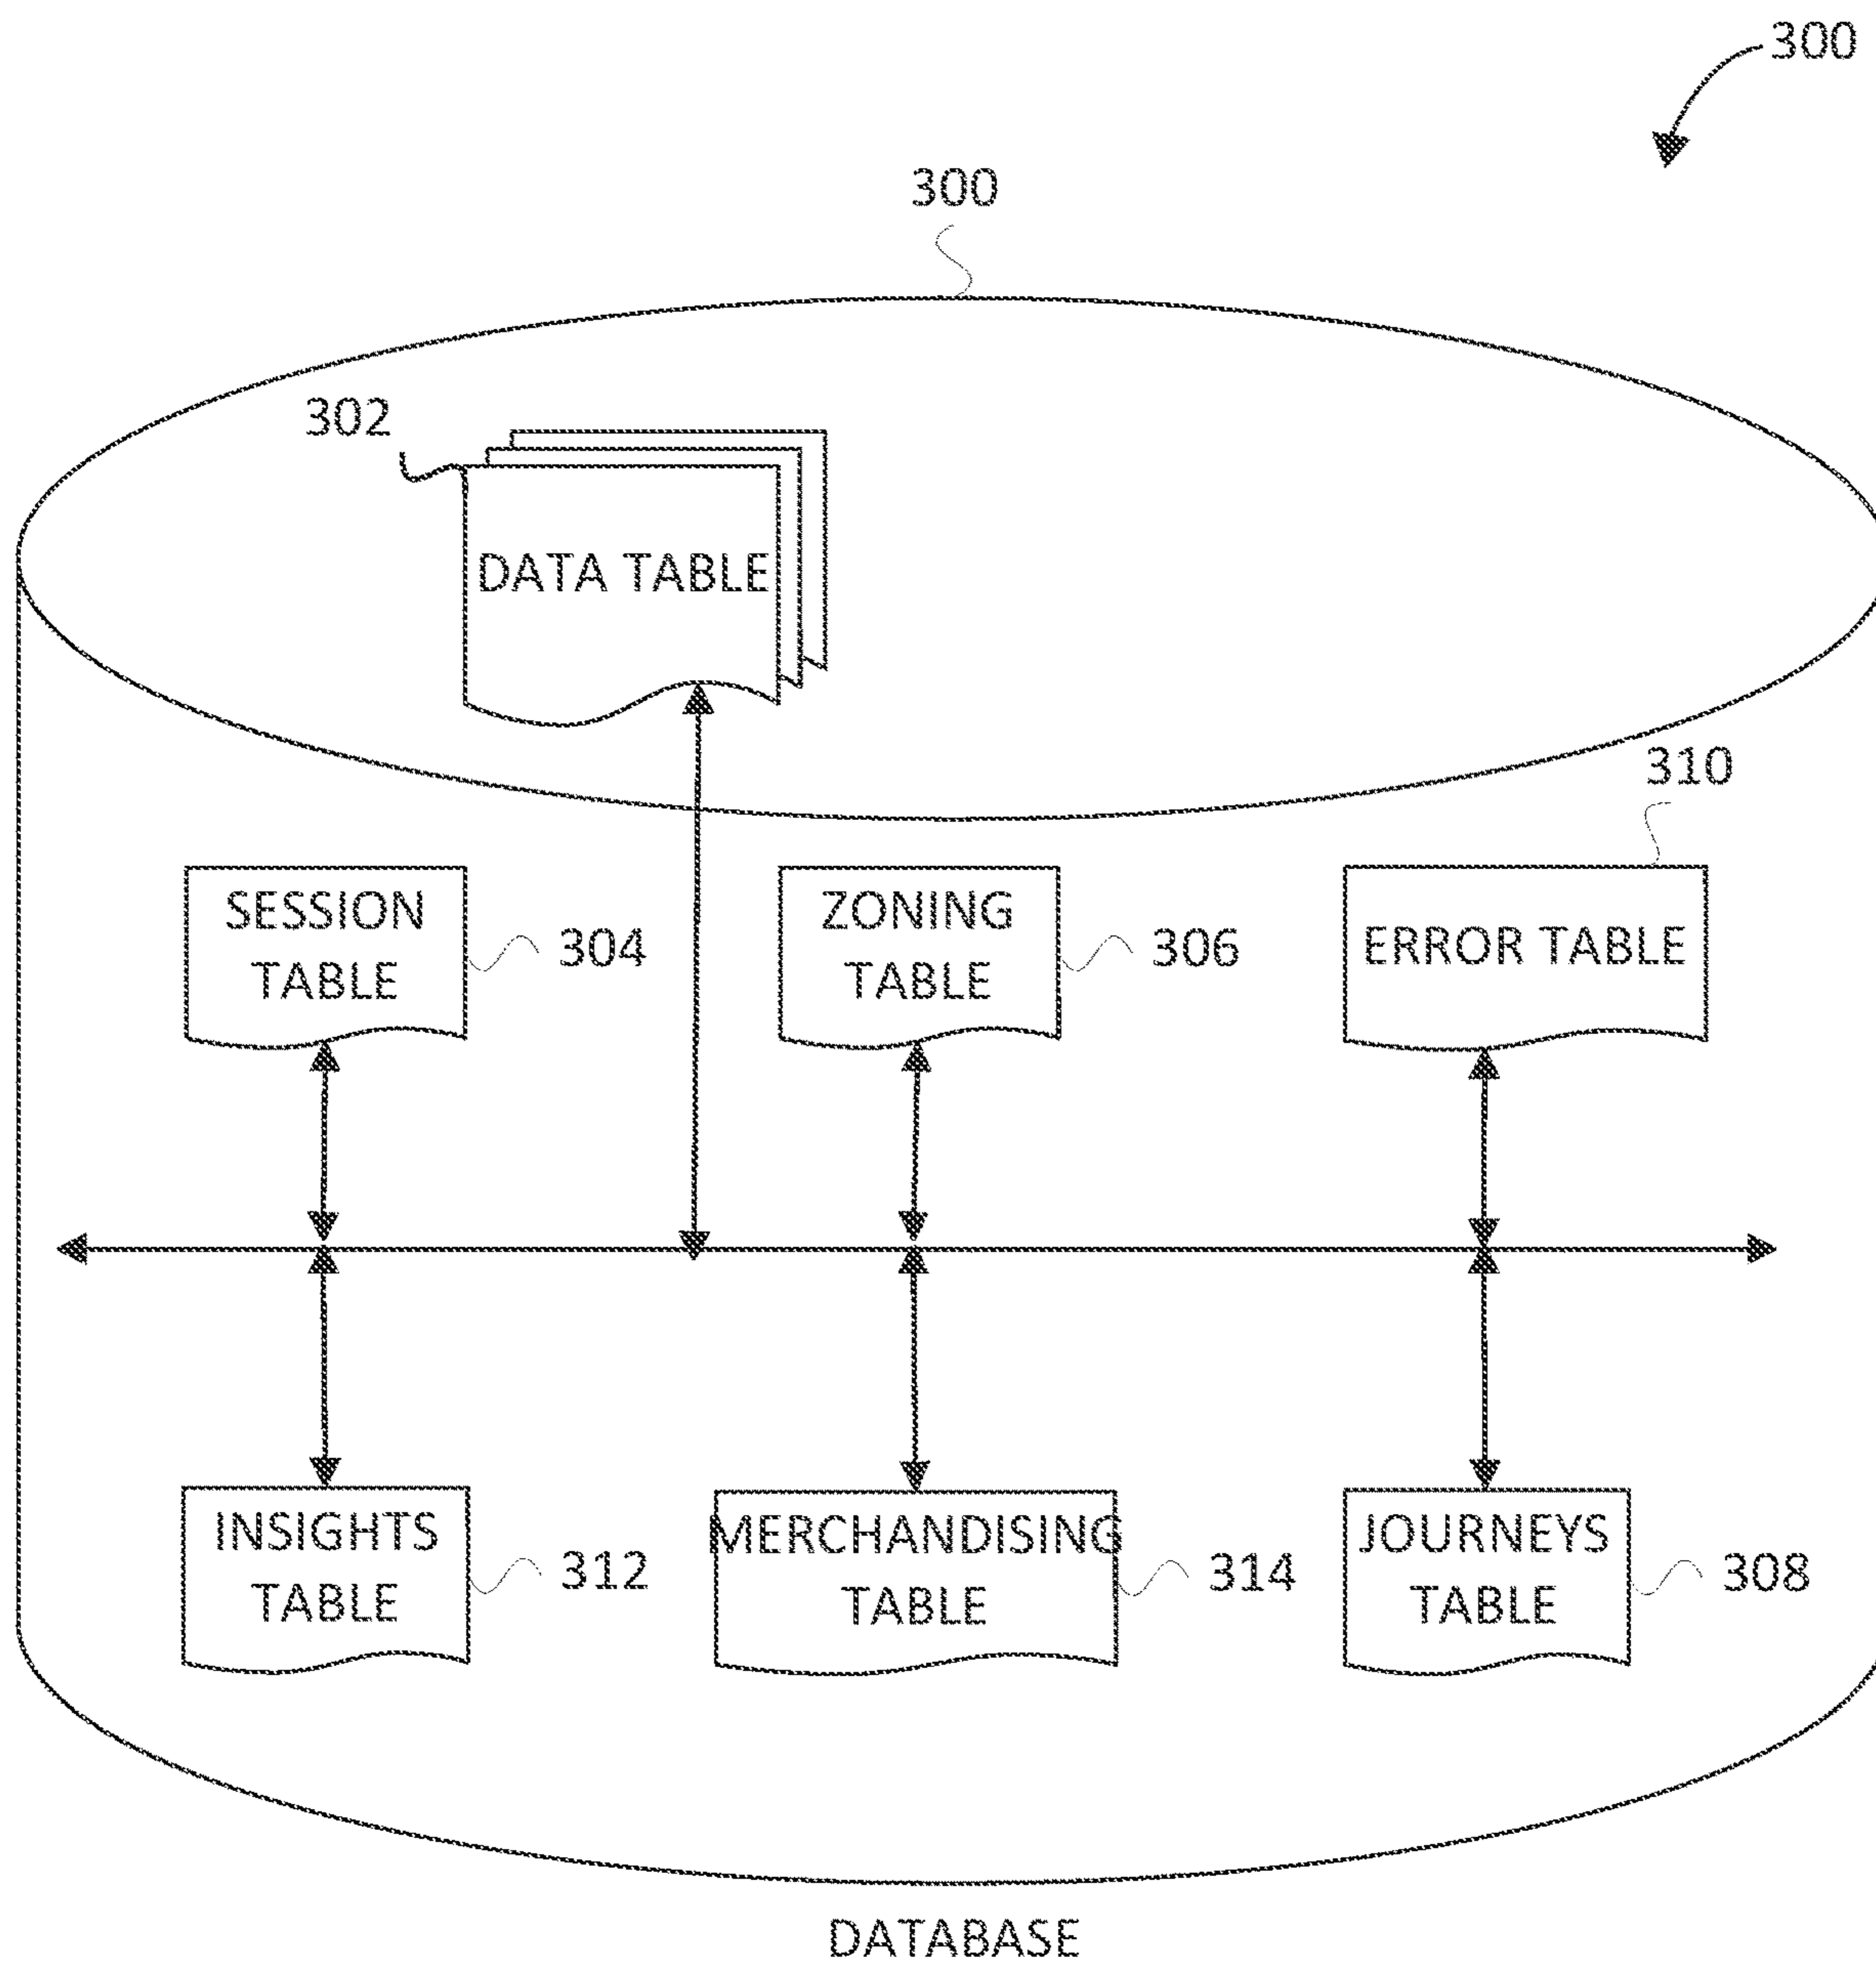 300
300
302
DATA TABLE
310
SESSION
TABLE
304
ZONING
TABLE
306
ERROR TABLE
INSIGHTS
TABLE
312
MERCHANDISING
TABLE
314
JOURNEYS
TABLE
308
DATABASE